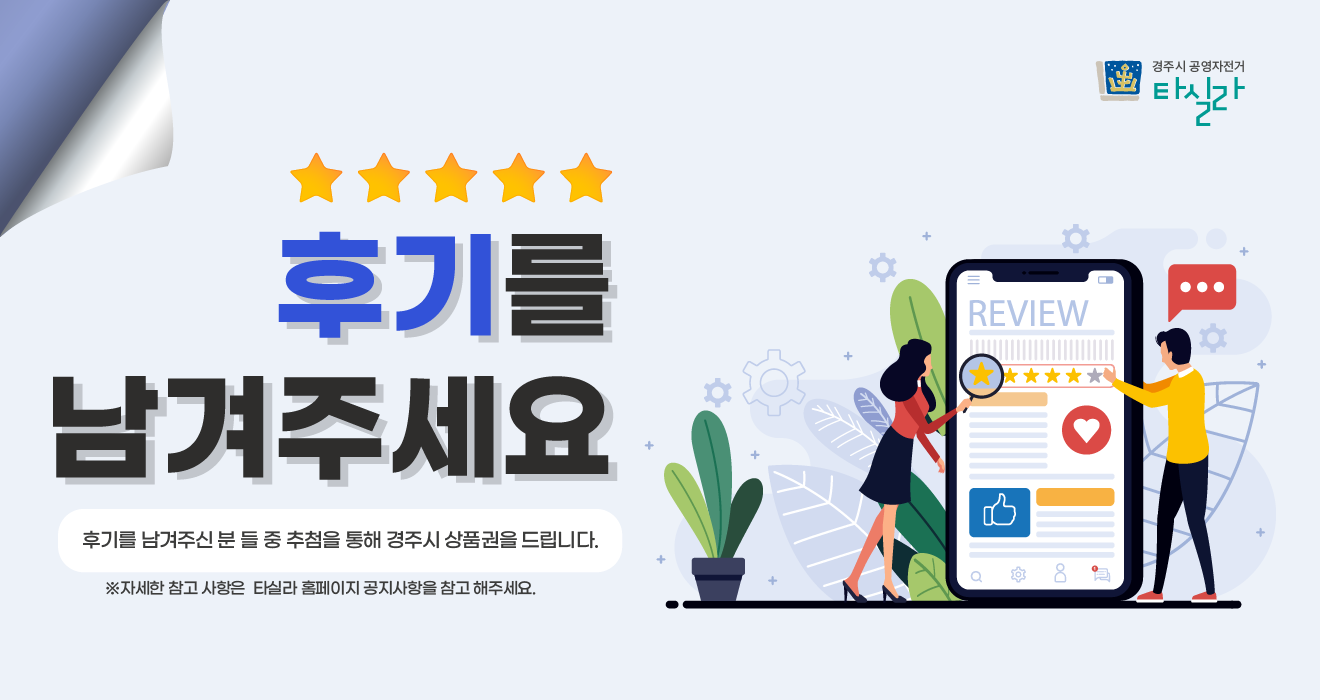 경주시 공영자전거
타실라
후기를
남겨주세요
후기를 남겨주신 분 들 중 추첨을 통해 경주시 상품권을 드립니다.
※자세한 참고 사항은 타실라 홈페이지 공지사항을 참고 해주세요.
REVIEW